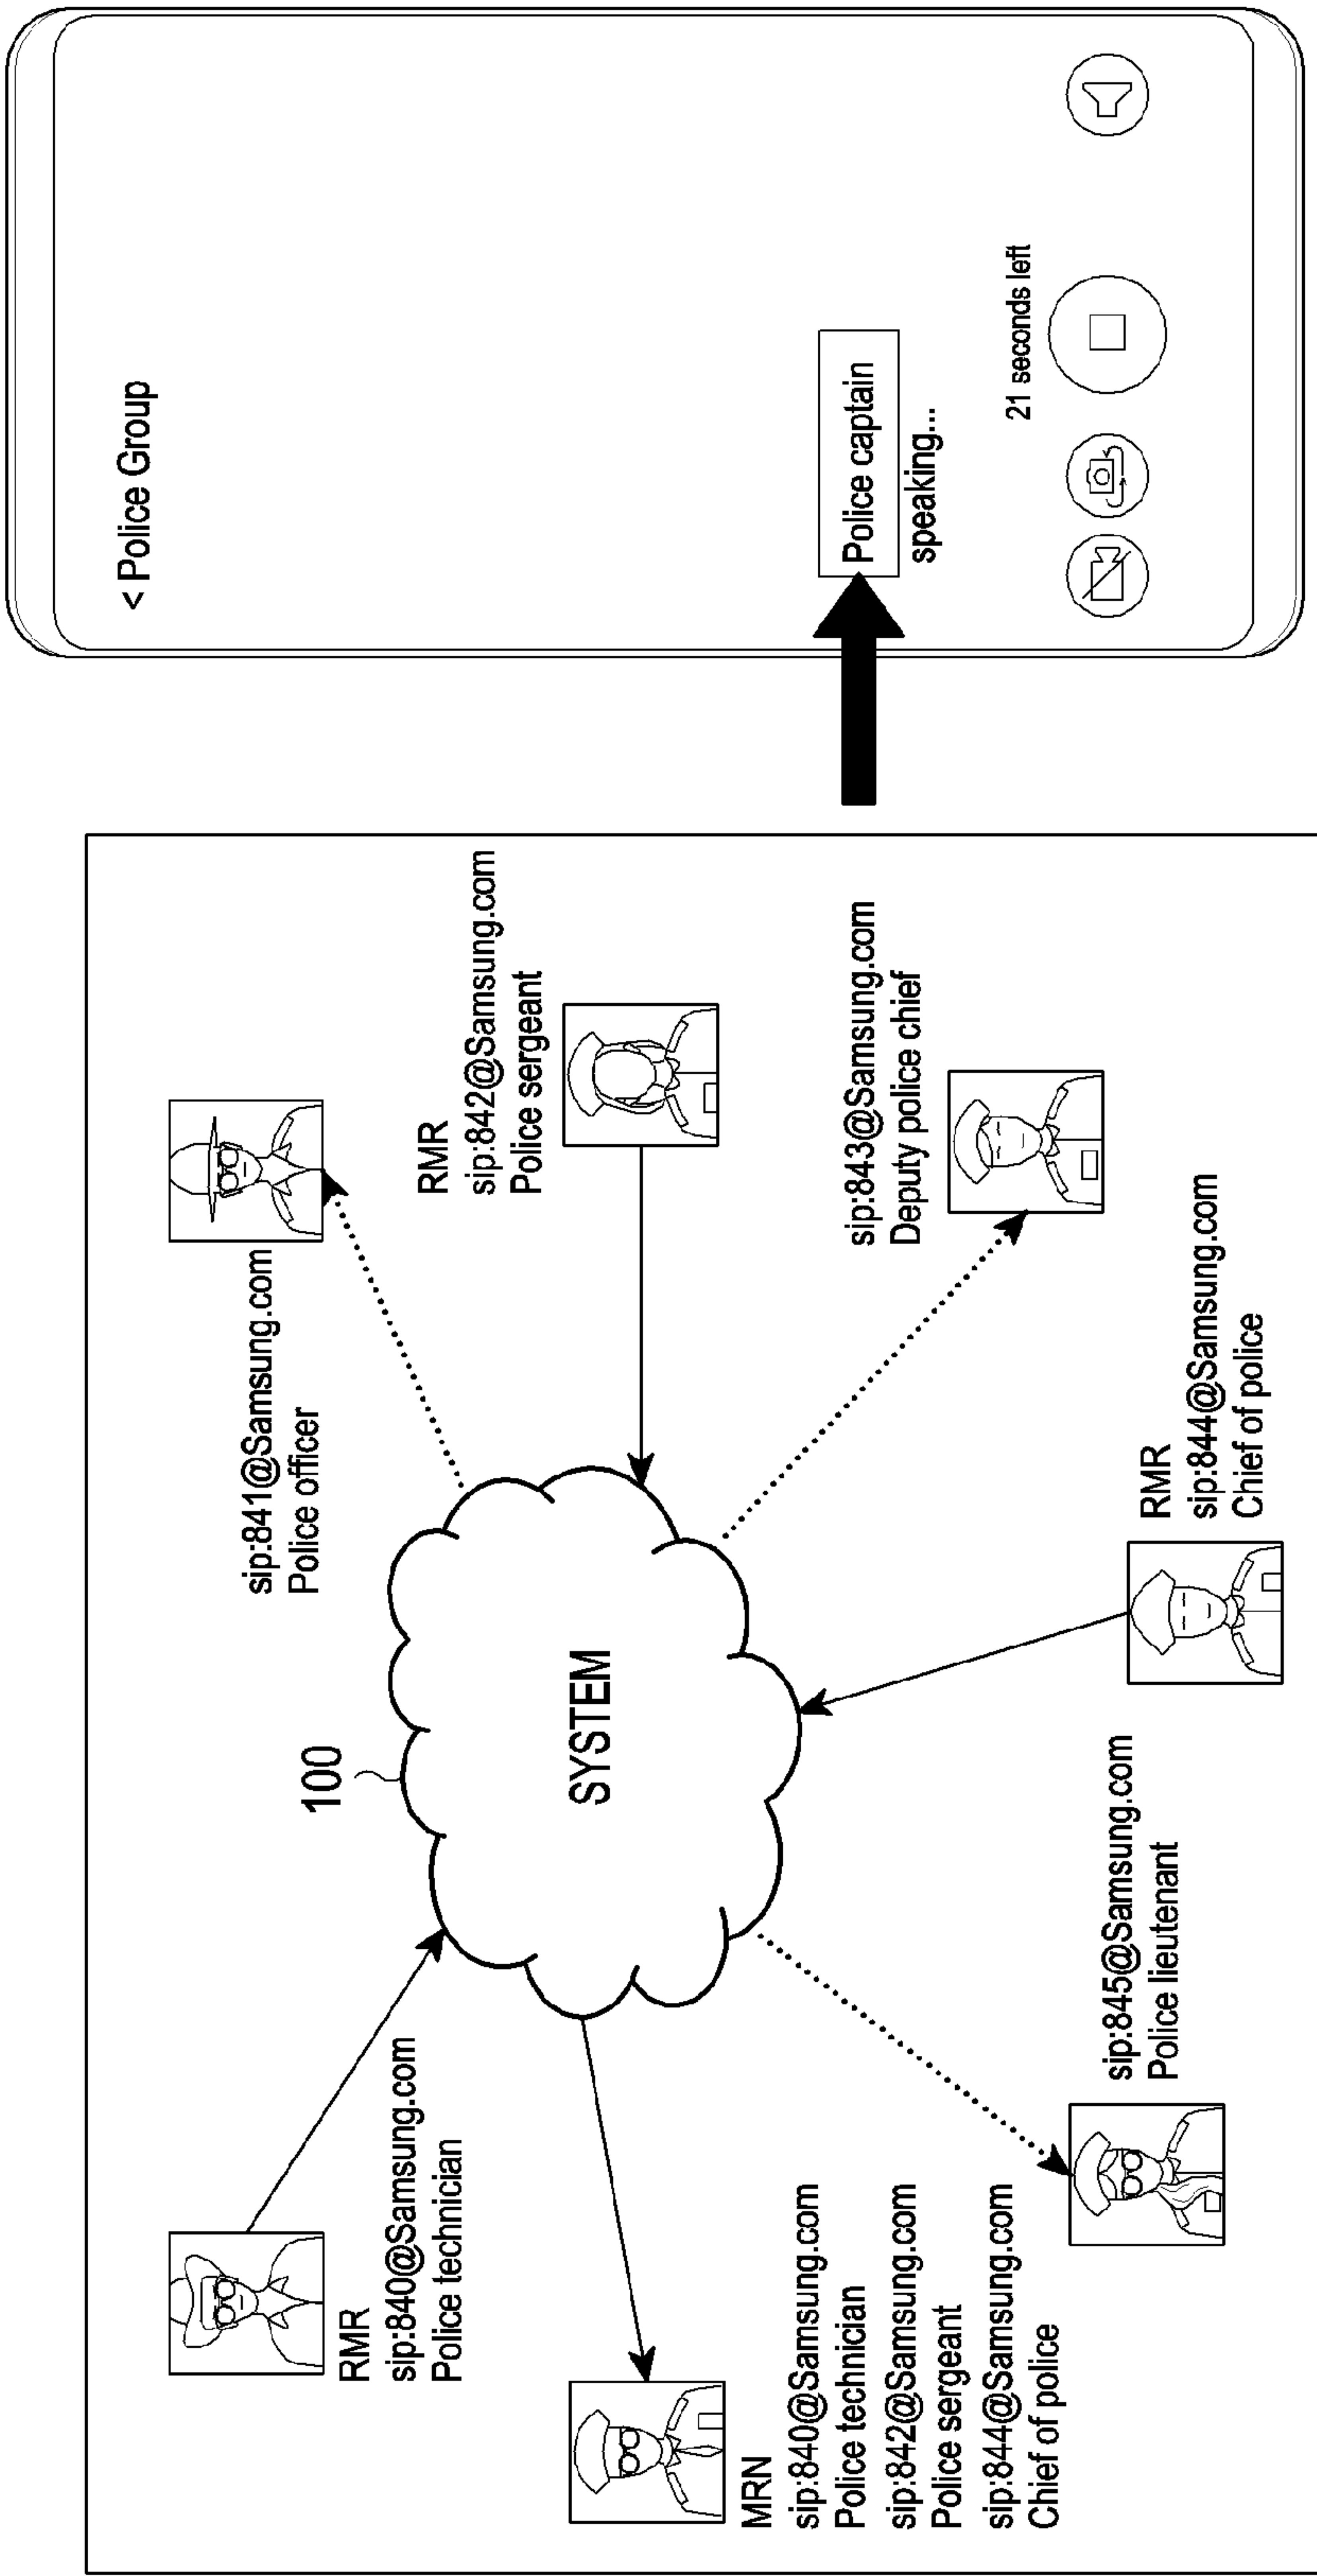 RMR
sip:840@Samsung.com
Police technician
sip:841@Samsung.com
Police officer
100
SYSTEM
RMR
sip:842@Samsung.com
Police sergeant
MRN
sip:840@Samsung.com
Police technician
sip:842@Samsung.com
Police sergeant
sip:844@Samsung.com
Chief of police
sip:843@Samsung.com
Deputy police chief
sip:845@Samsung.com
Police lieutenant
RMR
sip:844@Samsung.com
Chief of police
< Police Group
Police captain
speaking...
21 seconds left